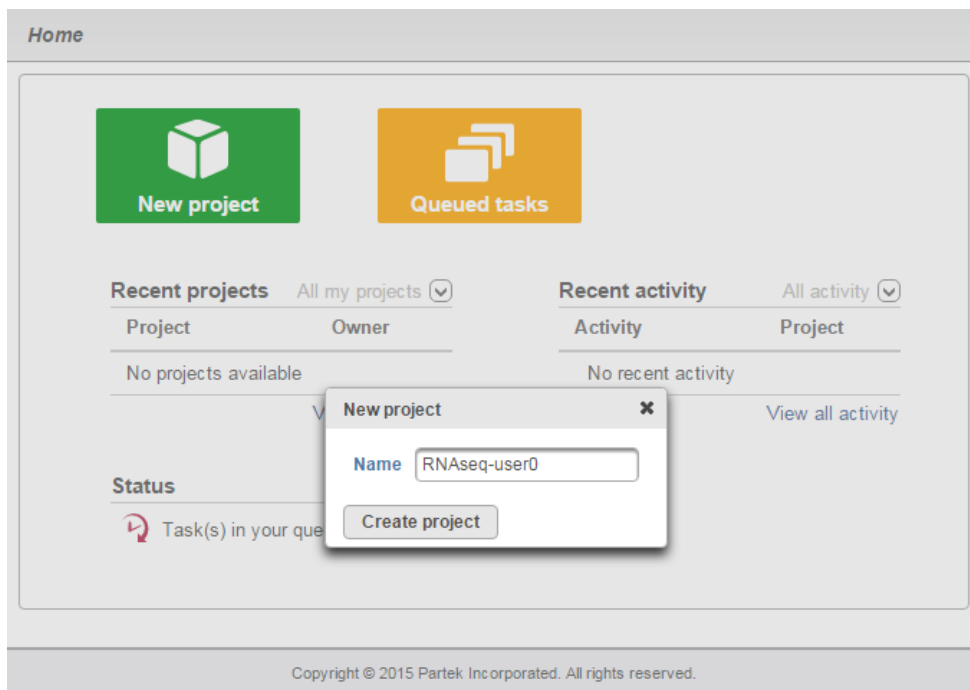 Home
New project
Queued tasks
Recent projects All my projects
Recent activity All activity
Project Owner
Activity Project
No projects available
No recent activity
View all activity
New project
Name RNAseq-user0
Create project
Status
Task(s) in your
Copyright © 2015 Partek Incorporated. All rights reserved.